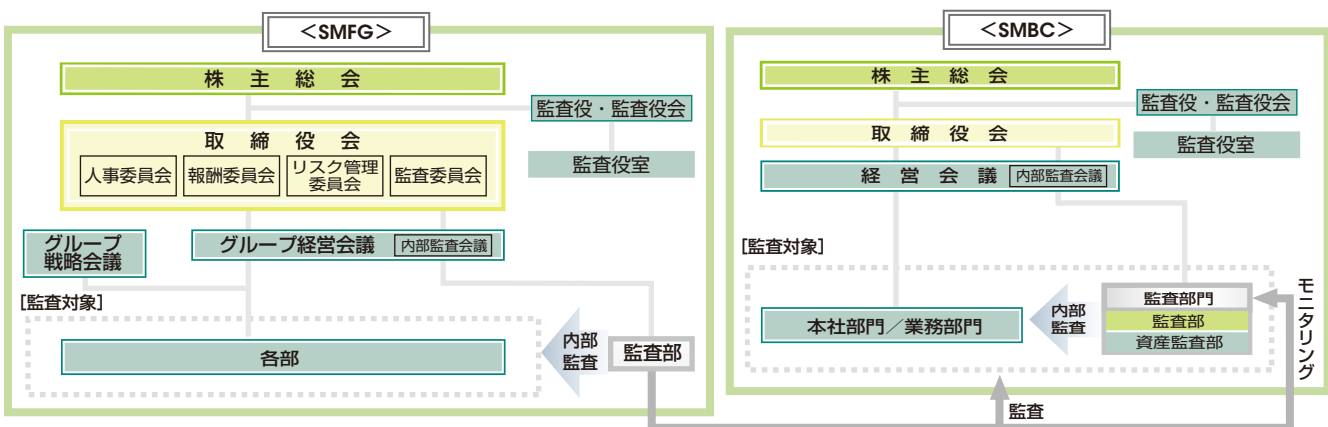 ＜SMFG＞
株主総会
監査役・監査役会
監査役室
取締役会
人事委員会
報酬委員会
リスク管理
委員会
監査委員会
グループ
戦略会議
グループ経営会議
内部監査会議
[監査対象]
各部
内部
監査
監査部
＜SMBC＞
株主総会
監査役・監査役会
監査役室
取締役会
経営会議
内部監査会議
[監査対象]
本社部門／業務部門
内部
監査
監査部門
監査部
資産監査部
モニタリング
監査